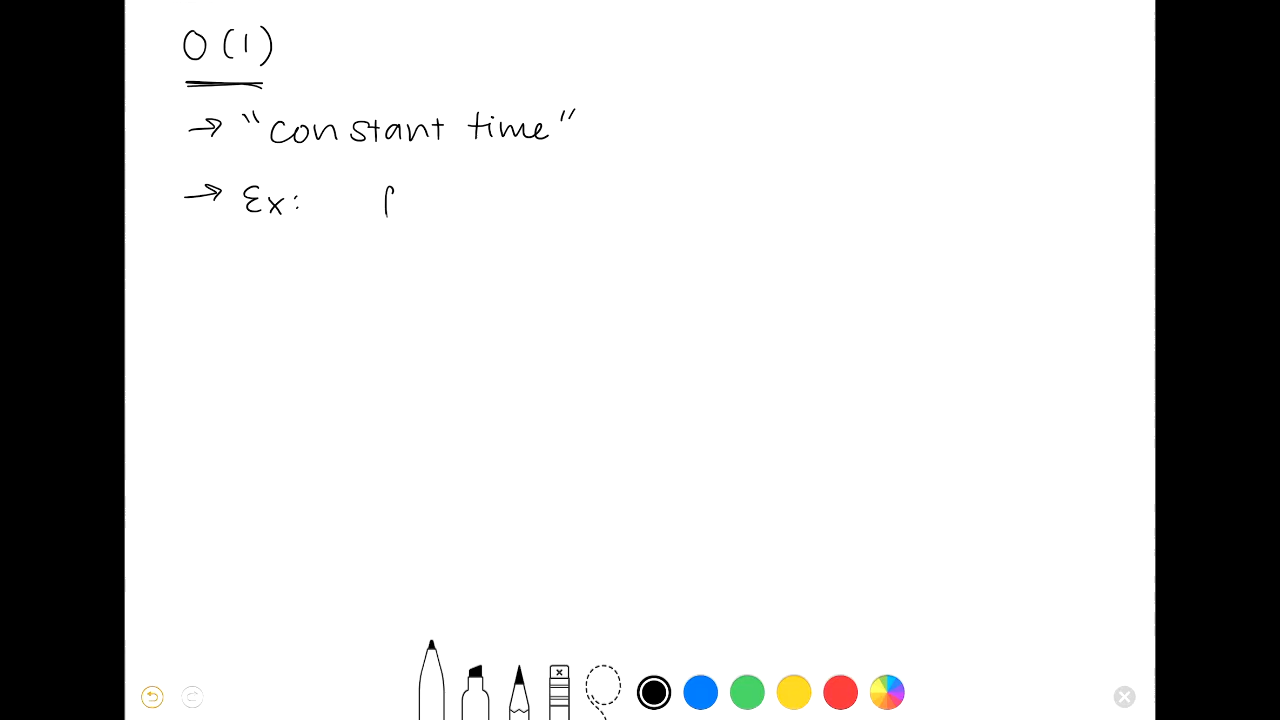 O(1)
→ "constant time"
→ Ex: